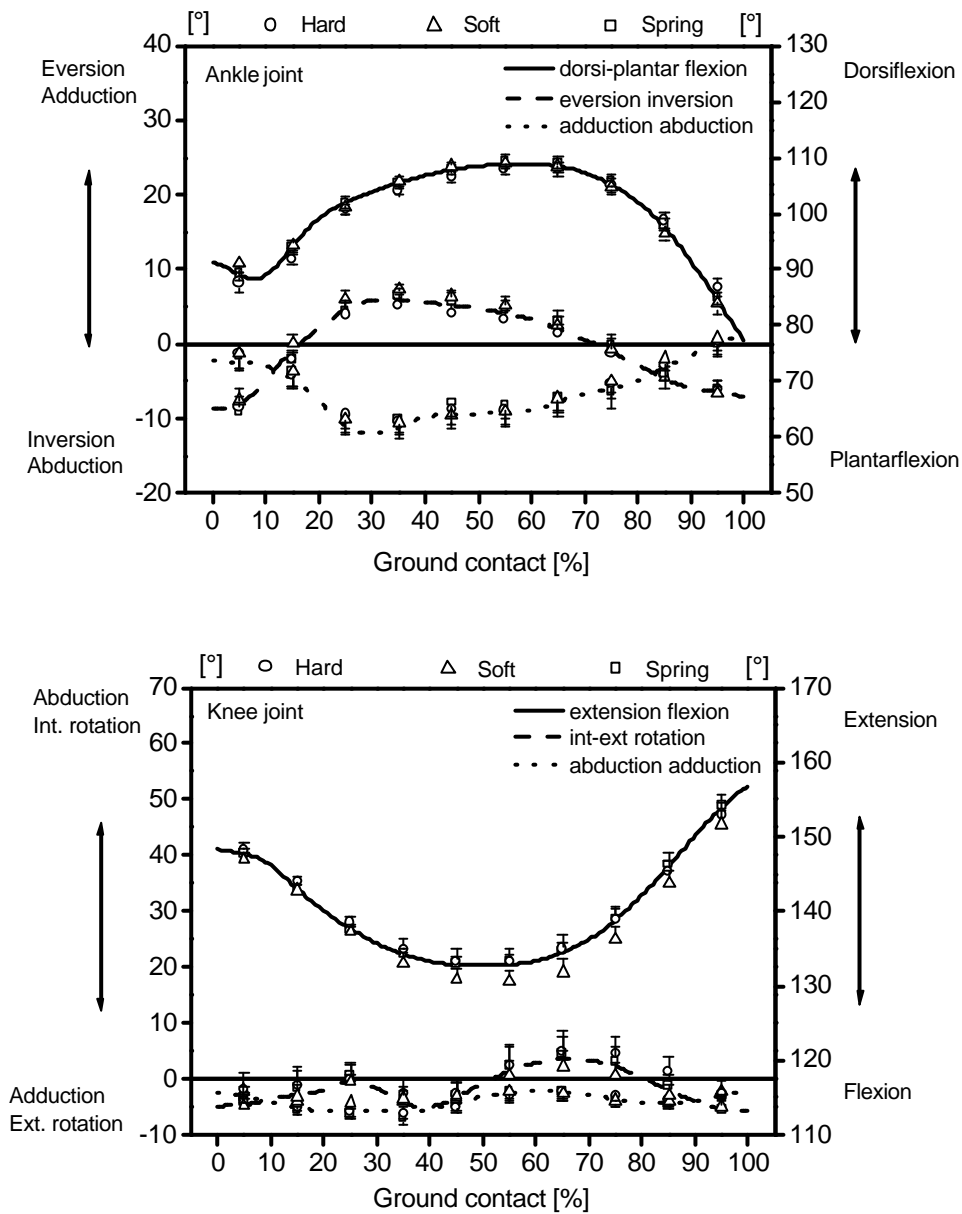 [°] Hard Soft Spring [°]
40 130
Eversion
Adduction
Ankle joint
dorsi-plantar flexion
eversion inversion
adduction abduction
Dorsiflexion
30 120
110
20 100
10 90
0 80
70
-10 60
-20 50
Inversion
Abduction
Plantarflexion
0 10 20 30 40 50 60 70 80 90 100
Ground contact [%]
[°] Hard Soft Spring [°]
70 170
Abduction
Int. rotation
Knee joint
extension flexion
int-ext rotation
abduction adduction
Extension
60 160
50 150
40
30 140
20 130
10
0 120
-10 110
Adduction
Ext. rotation
Flexion
0 10 20 30 40 50 60 70 80 90 100
Ground contact [%]